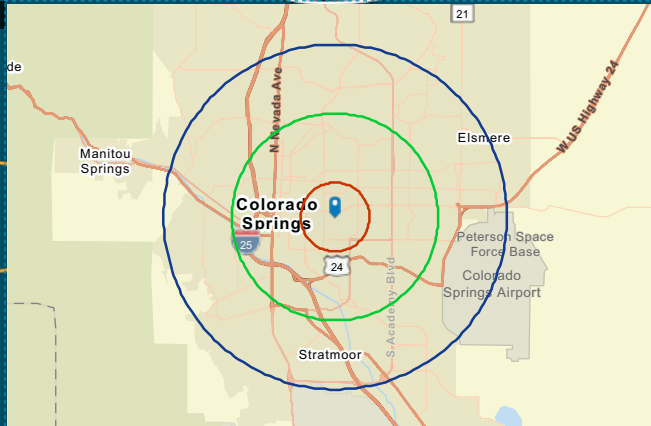 21
de
N Nevada Ave
W US Highway 24
Elsmere
Manitou
Springs
Colorado
Springs
25
Peterson Space
Force Base
24
Colorado
Springs Airport
S Academy Blvd
Stratmoor